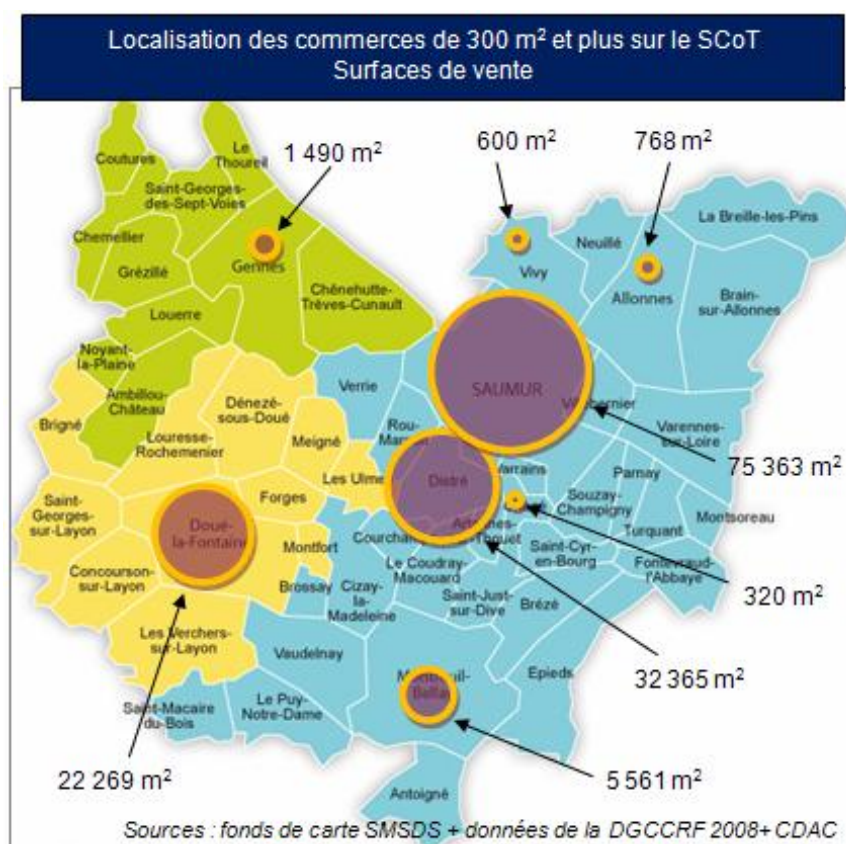 Localisation des commerces de 300 m² et plus sur le SCoT
Surfaces de vente
1 490 m²
600 m²
768 m²
Coutures
Le
Thoureil
Saint-Georges-
des-Sept-Voies
La Breille-les-Pins
Chemellier
Gennes
Neuillé
Vivy
Grézillé
Chênehutte-
Trèves-Cunault
Allonnes
Brain-
sur-Allonnes
Louerre
Noyant-
la-Plaine
Ambillou-
Château
Verrie
SAUMUR
Dénezé-
sous-Doué
Brigné
Louresse-
Rochemenier
Meigné
Varennes-
sur-Loire
75 363 m²
Les Ulmes
Distré
Varrains
Parnay
Saint-
Georges-
sur-Layon
Forges
Souzay-
Champigny
Montsoreau
Doué-
la-Fontaine
Turquant
Montfort
Saint-Cyr-
en-Bourg
Fontevraud-
l'Abbaye
Concourson-
sur-Layon
Le Coudray-
Macouard
Brossay
Cizay-
la-Madeleine
Saint-Just-
sur-Dive
Brézé
320 m²
Les Verchers-
sur-Layon
Vaudelnay
Epieds
32 365 m²
Saint-Macaire
du-Bois
Le Puy-
Notre-Dame
22 269 m²
5 561 m²
Antoigné
Sources : fonds de carte SMSDS + données de la DGCCRF 2008+ CDAC